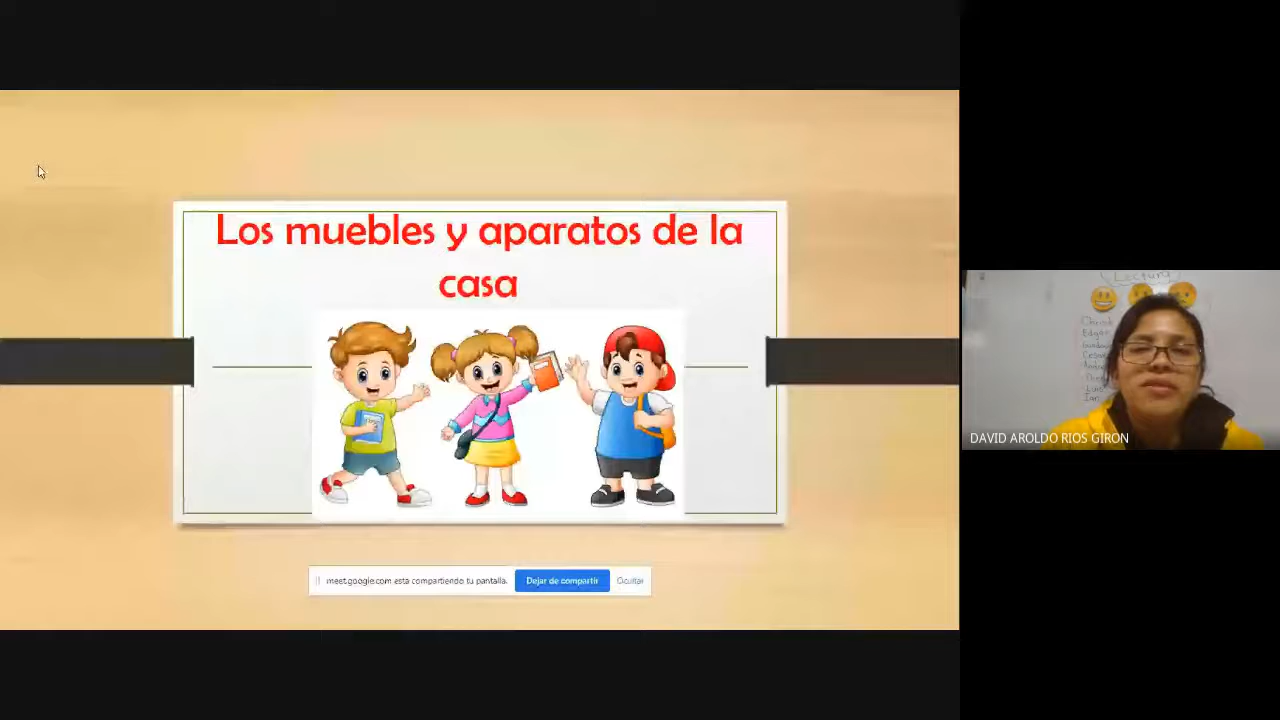 Los muebles y aparatos de la
casa
meet.google.com está compartiendo tu pantalla.
Dejar de compartir
Ocultar
Lectura
DAVID AROLDO RIOS GIRON